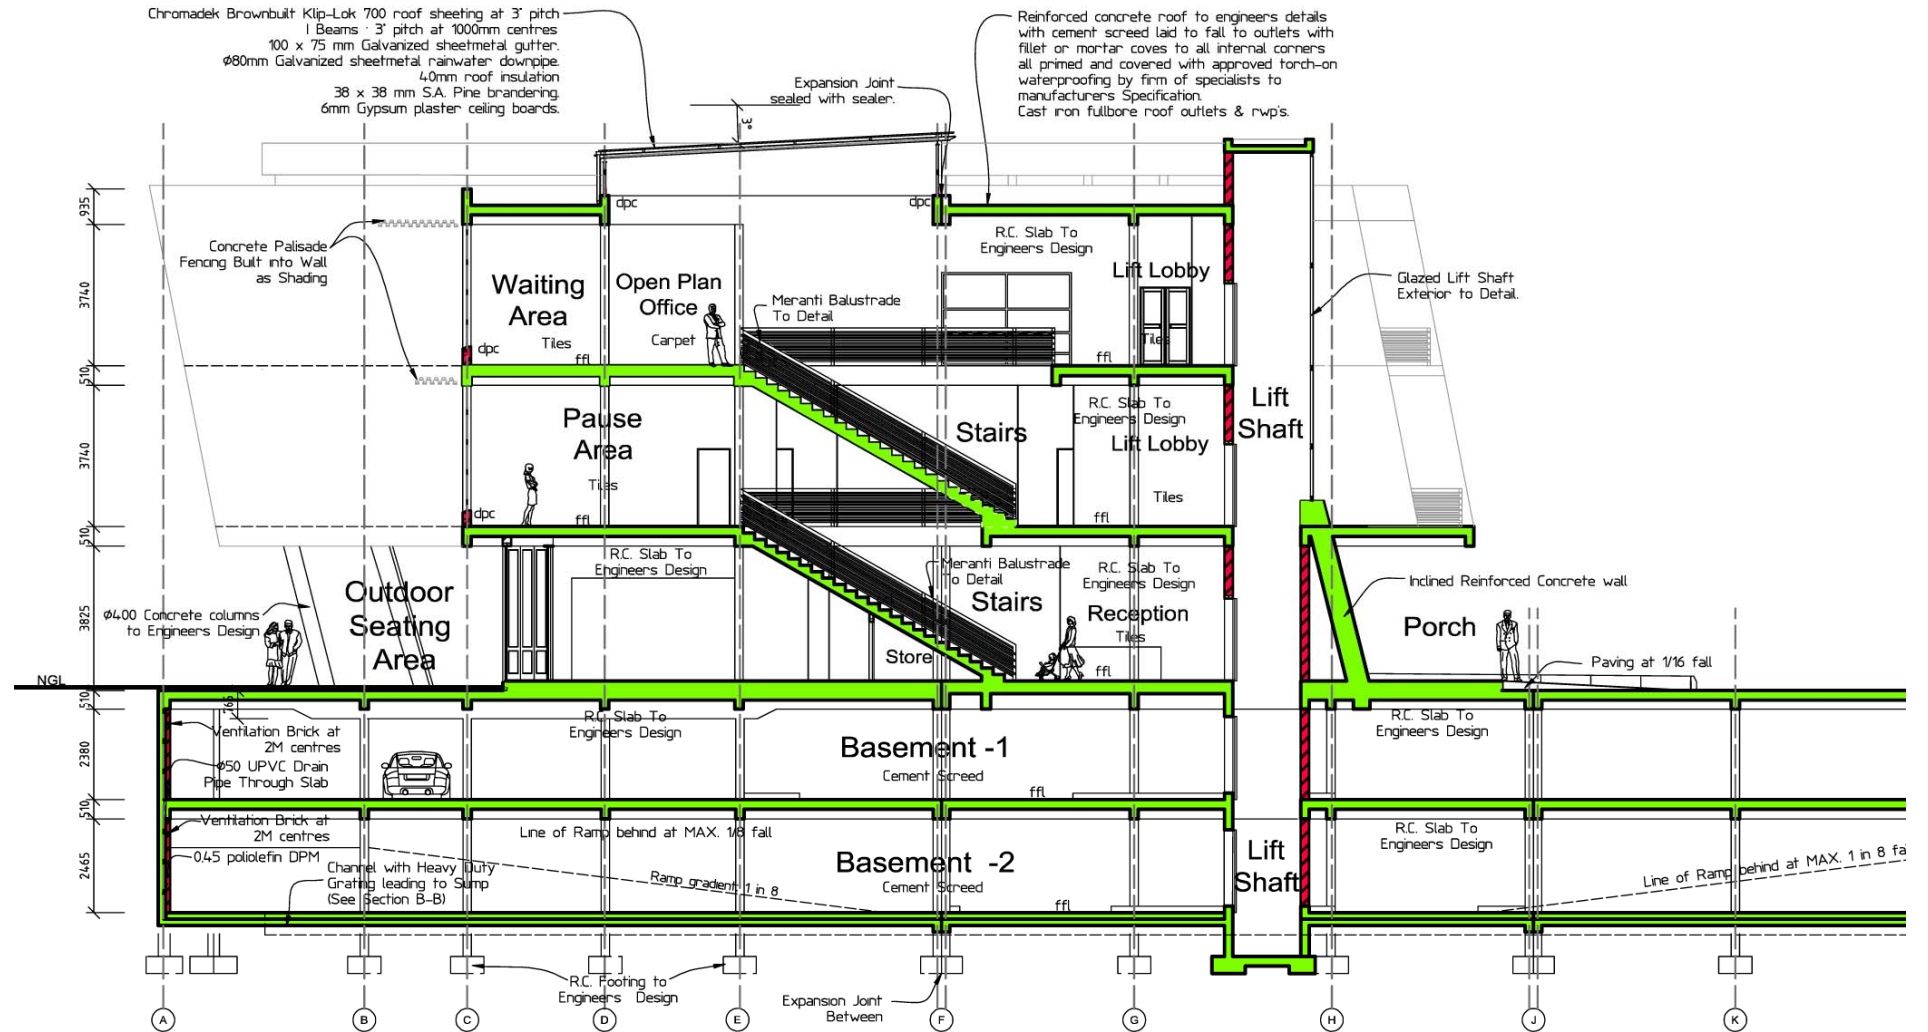 Chromadek Brownbuilt Klip-Lok 700 roof sheeting at 3° pitch
I Beams · 3° pitch at 1000mm centres
100 x 75 mm Galvanized sheetmetal gutter.
Ø80mm Galvanized sheetmetal rainwater downpipe.
40mm roof insulation
38 x 38 mm S.A. Pine brandering.
6mm Gypsum plaster ceiling boards.
Expansion Joint
sealed with sealer.
Reinforced concrete roof to engineers details
with cement screed laid to fall to outlets with
fillet or mortar coves to all internal corners
all primed and covered with approved torch-on
waterproofing by firm of specialists to
manufacturers Specification.
Cast iron fullbore roof outlets & rwp's.
3°
935
dpc
dpc
Concrete Palisade
Fencing Built into Wall
as Shading
R.C. Slab To
Engineers Design
3740
Waiting
Area
Tiles
Open Plan
Office
Carpet
Meranti Balustrade
To Detail
Lift Lobby
Tiles
Glazed Lift Shaft
Exterior to Detail.
dpc
ffl
ffl
510
Pause
Area
Tiles
Stairs
R.C. Slab To
Engineers Design
Lift Lobby
Tiles
Lift
Shaft
3740
dpc
ffl
ffl
510
R.C. Slab To
Engineers Design
Meranti Balustrade
To Detail
R.C. Slab To
Engineers Design
Inclined Reinforced Concrete wall
3825
Ø400 Concrete columns
to Engineers Design
Outdoor
Seating
Area
Stairs
Reception
Tiles
Store
ffl
Porch
Paving at 1/16 fall
NGL
510
765
R.C. Slab To
Engineers Design
R.C. Slab To
Engineers Design
2380
Ventilation Brick at
2M centres
Ø50 UPVC Drain
Pipe Through Slab
Basement -1
Cement Screed
ffl
510
Ventilation Brick at
2M centres
Line of Ramp behind at MAX. 1/8 fall
R.C. Slab To
Engineers Design
2465
0.45 poliolefin DPM
Channel with Heavy Duty
Grating leading to Sump
(See Section B-B)
Ramp gradient 1 in 8
Basement -2
Cement Screed
ffl
Lift
Shaft
Line of Ramp behind at MAX. 1 in 8
R.C. Footing to
Engineers Design
Expansion Joint
Between
A B C D E F G H J K